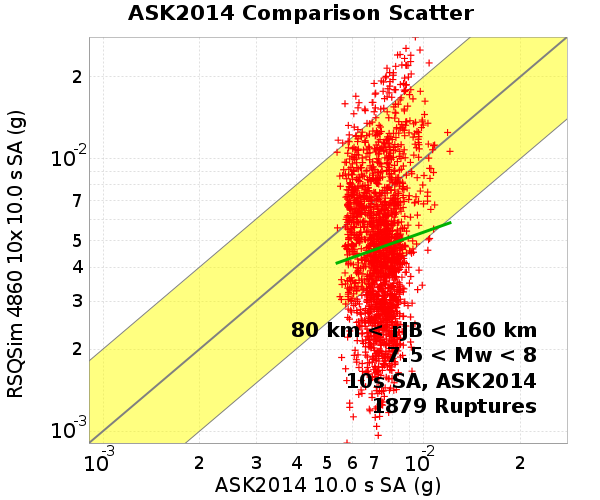 ASK2014 Comparison Scatter
RSQSim 4860 10x 10.0 s SA (g)
2
10-2
7
5
4
3
2
10-3
80 km < rJB < 160 km
7.5 < Mw < 8
10s SA, ASK2014
1879 Ruptures
10-3 2 3 4 5 6 7 10-2 2
ASK2014 10.0 s SA (g)